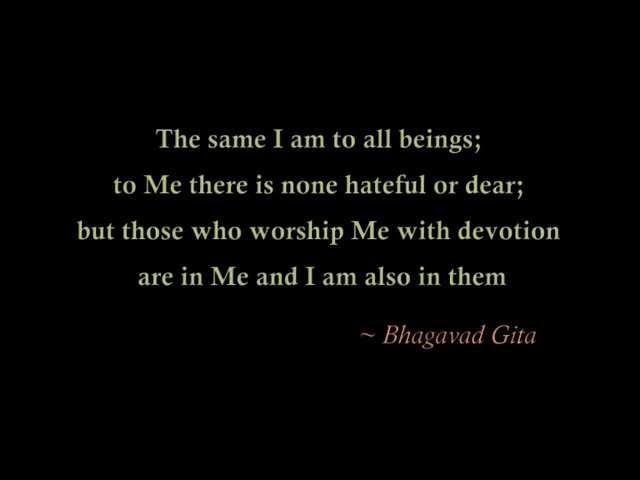 The same I am to all beings;
to Me there is none hateful or dear;
but those who worship Me with devotion
are in Me and I am also in them
~ Bhagavad Gita